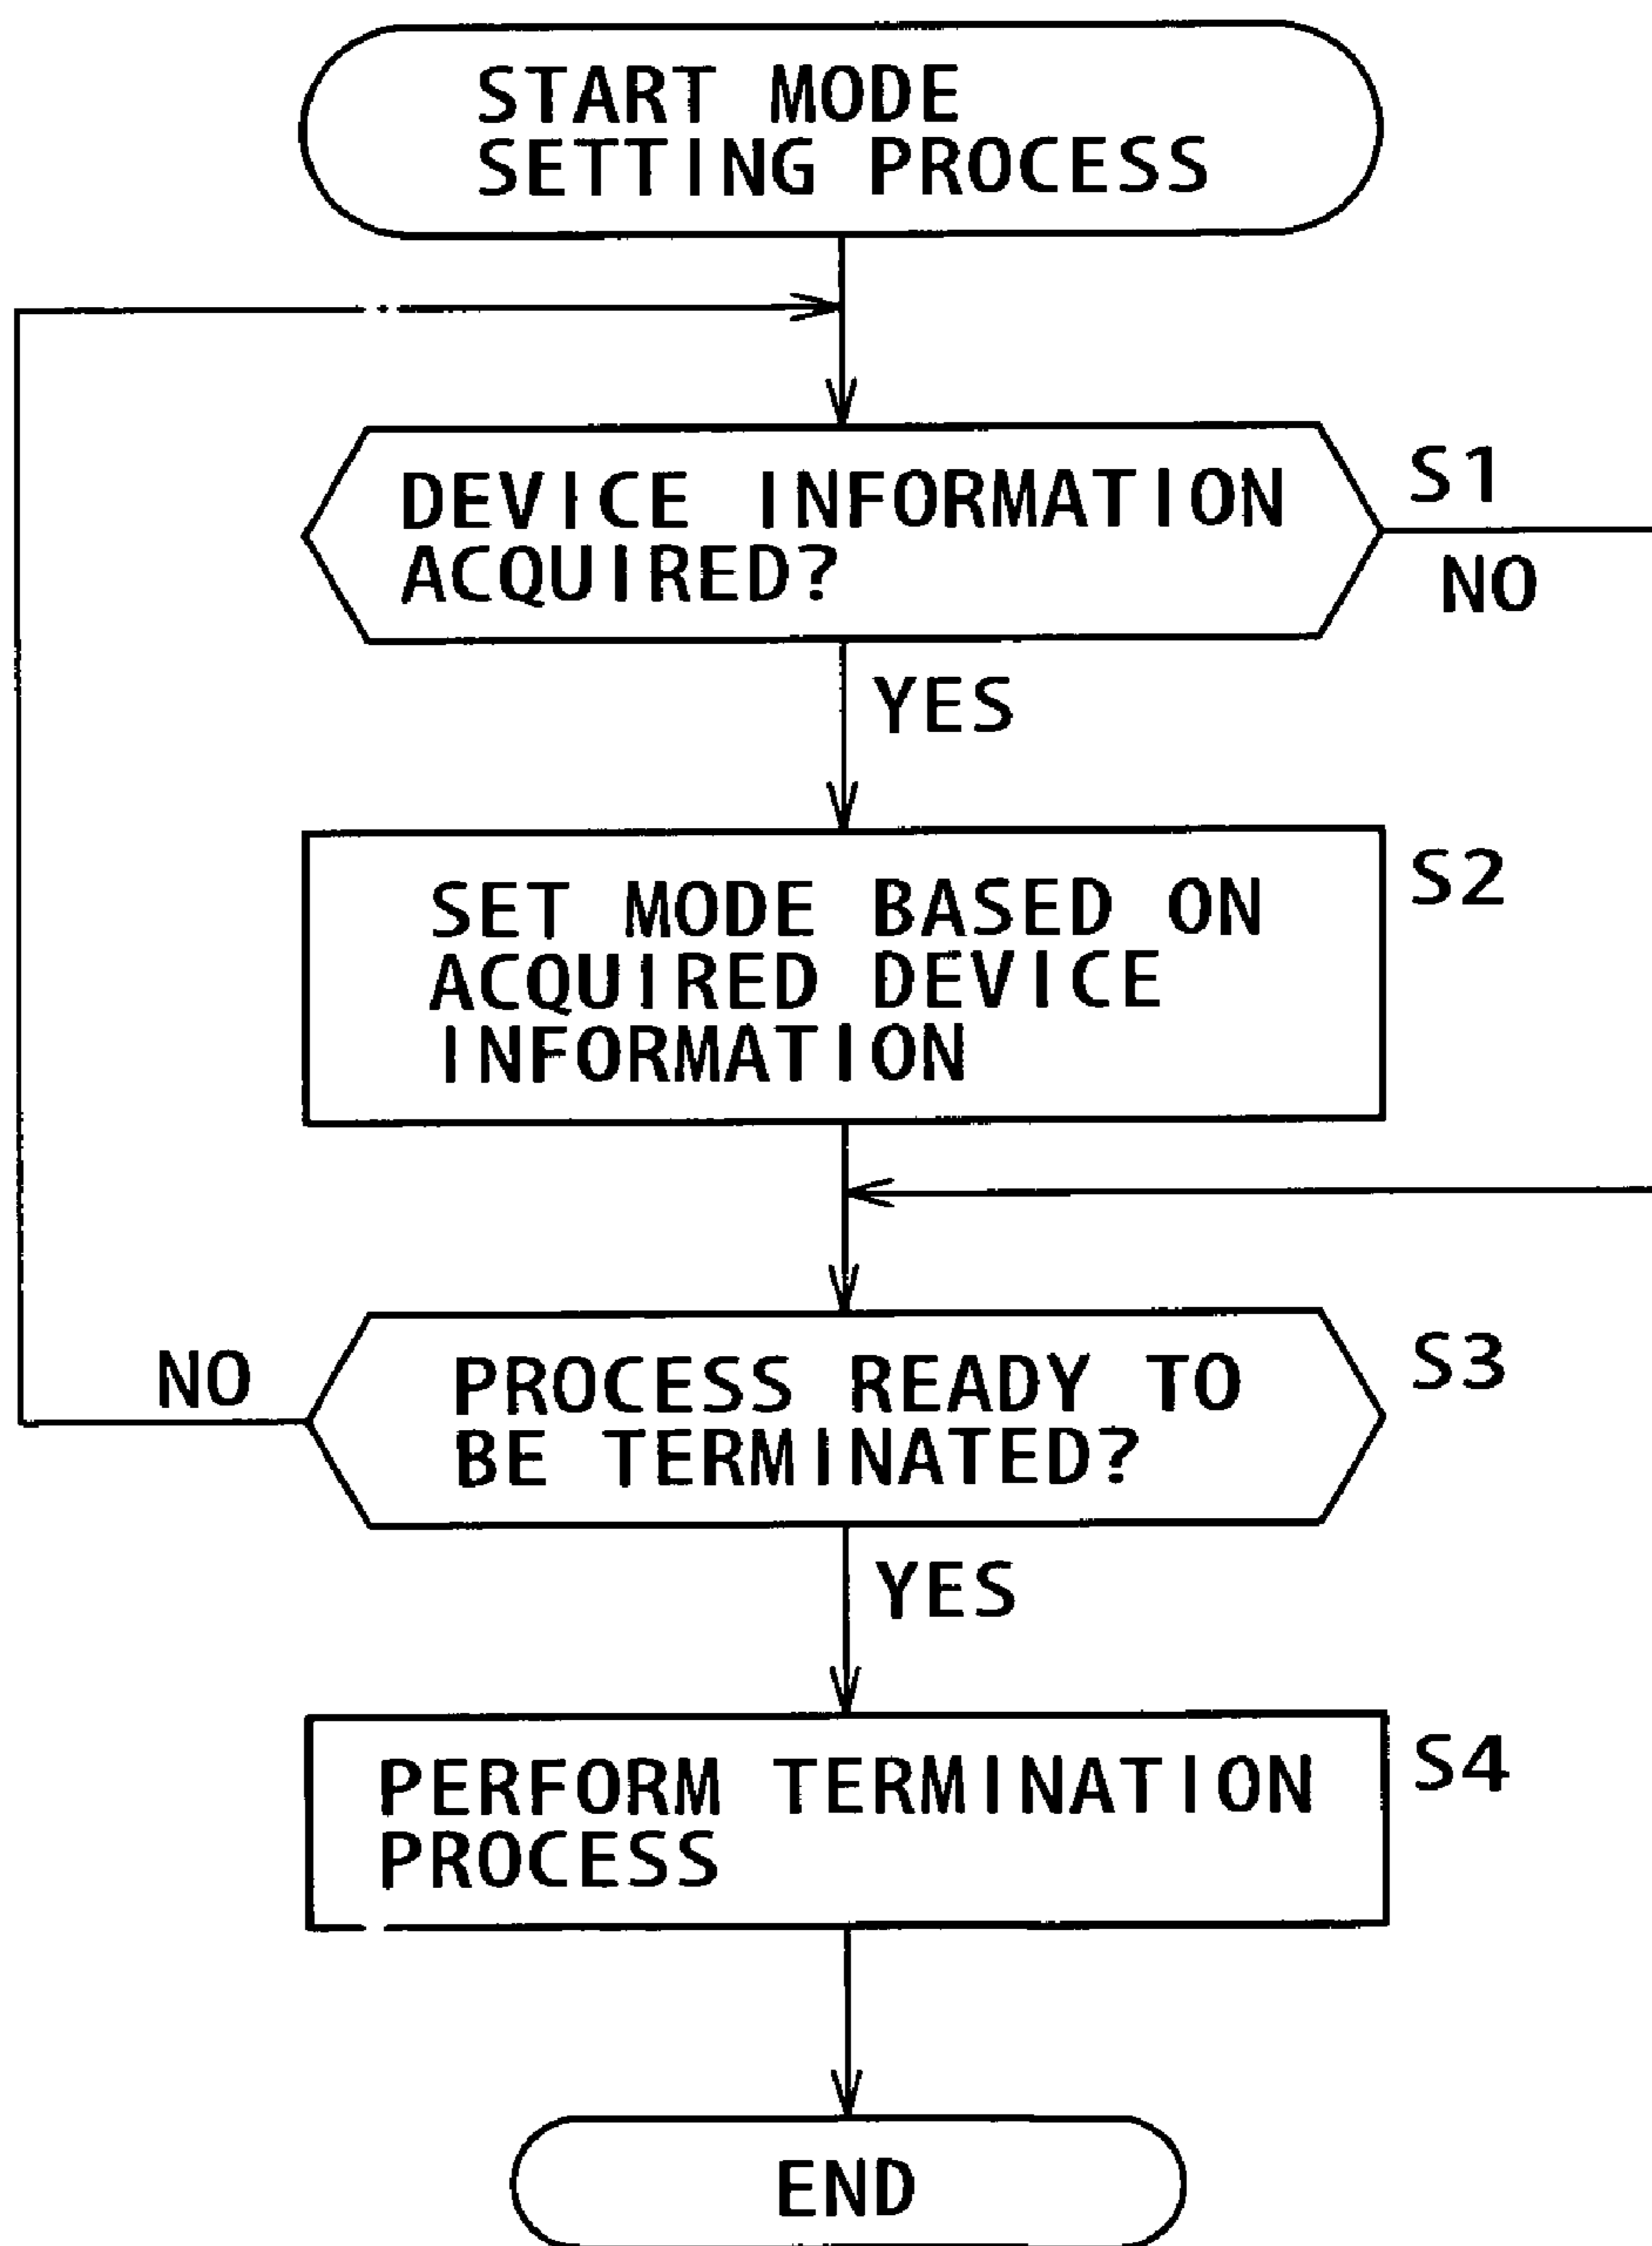 START MODE
SETTING PROCESS
DEVICE INFORMATION
ACQUIRED?
S1
NO
YES
SET MODE BASED ON
ACQUIRED DEVICE
INFORMATION
S2
NO
PROCESS READY TO
BE TERMINATED?
S3
YES
PERFORM TERMINATION
PROCESS
S4
END